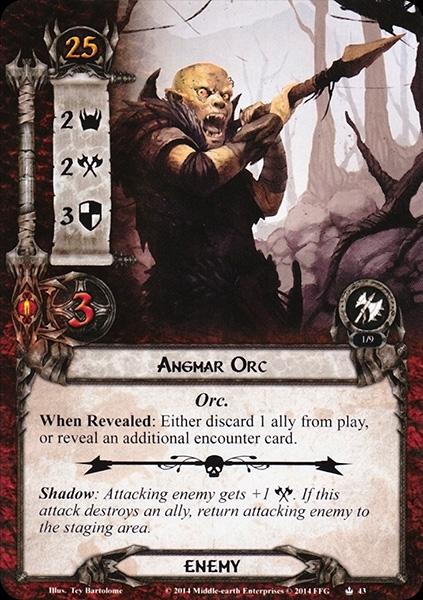 25
2
2
3
3
1/9
Angmar Orc
Orc.
When Revealed: Either discard 1 ally from play,
or reveal an additional encounter card.
Shadow: Attacking enemy gets +1 . If this
attack destroys an ally, return attacking enemy to
the staging area.
ENEMY
Illus. Tey Bartolome © 2014 Middle-earth Enterprises © 2014 FFG 43